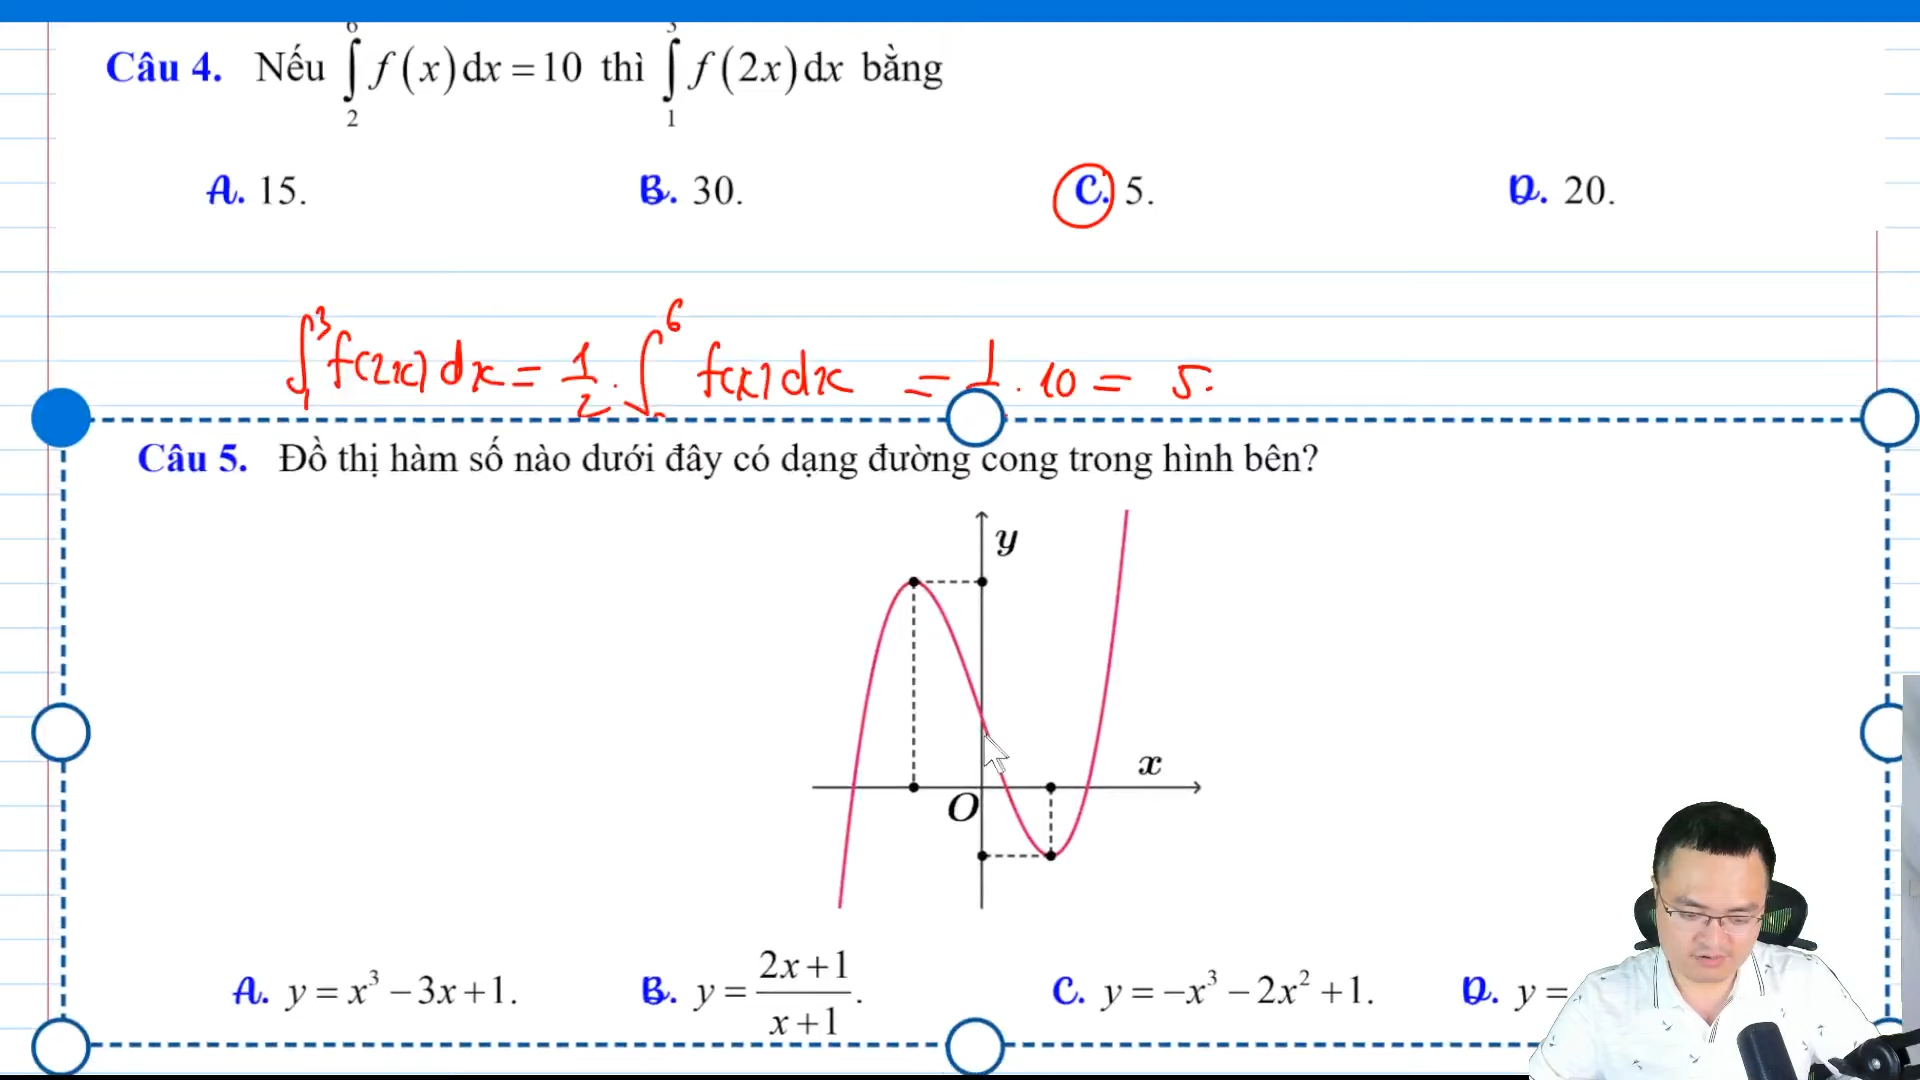 Câu 4. Nếu ∫₂⁶ f(x)dx = 10 thì ∫₁³ f(2x)dx bằng
A. 15. B. 30. C. 5. D. 20.
∫₁³ f(2x)dx = 1/2 . ∫⁶ f(x)dx = 1 . 10 = 5.
Câu 5. Đồ thị hàm số nào dưới đây có dạng đường cong trong hình bên?
y
x
O
A. y = x³ − 3x + 1. B. y = (2x+1)/(x+1). C. y = −x³ − 2x² + 1. D. y =